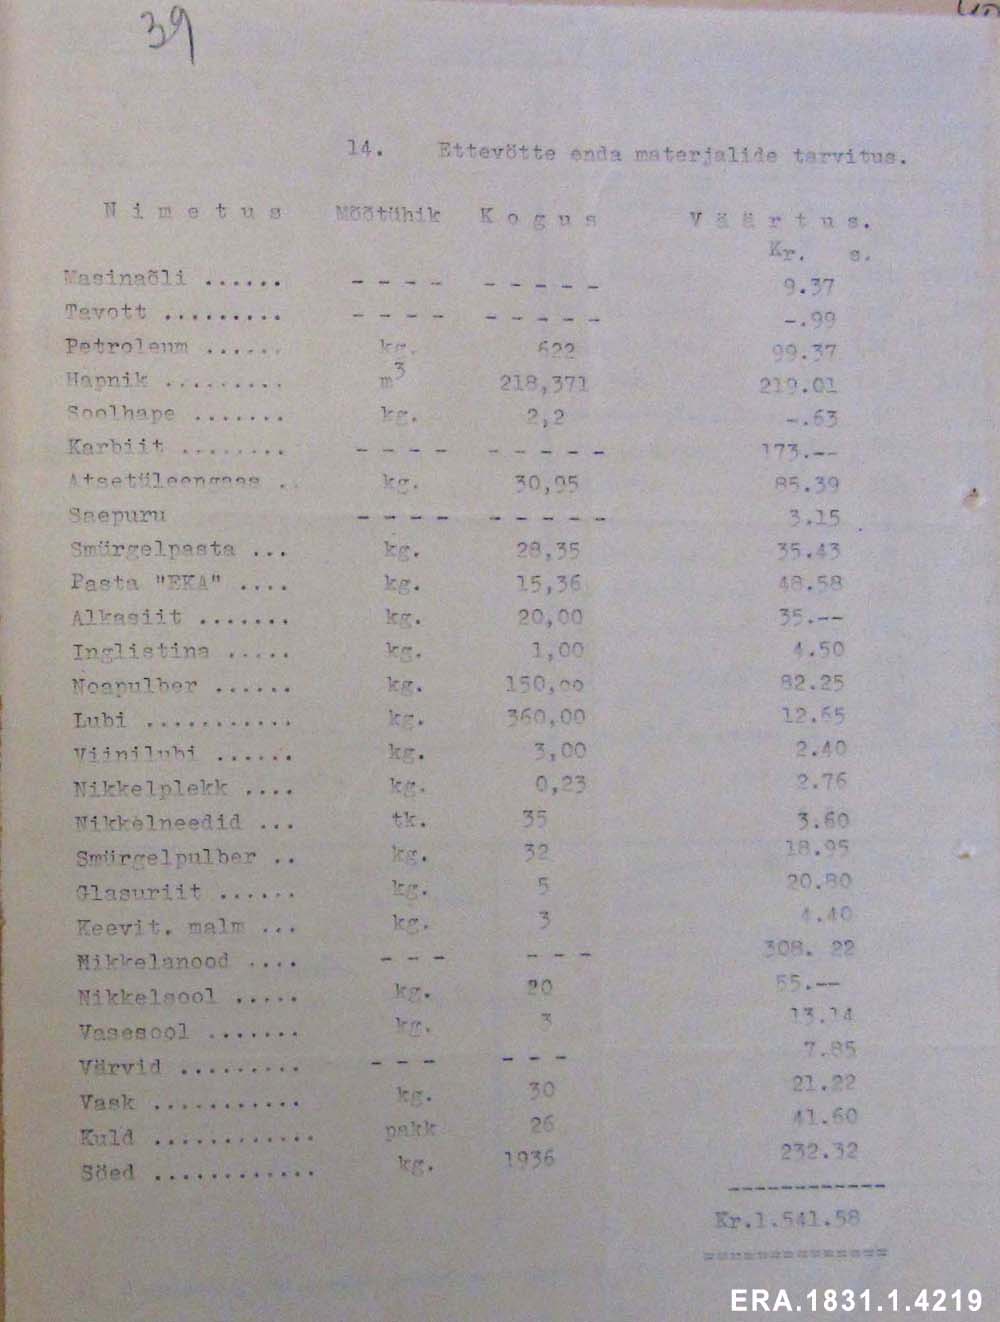 39
14. Ettevõtte enda materjalide tarvitus.
Nimetus Mõõtühik Kogus Väärtus.
Kr. s.
Masinaõli ...... - - - - - - - - - 9.37
Tavott ......... - - - - - - - - - -.99
Petroleum ...... kg. 622 99.37
Hapnik ......... m³ 218,371 219.01
Soolhape ....... kg. 2,2 -.63
Karbiit ........ - - - - - - - - - 173.--
Atsetüleengaas .. kg. 30,95 85.39
Saepuru - - - - - - - - - 3.15
Smürgelpasta ... kg. 28,35 35.43
Pasta "EKA" .... kg. 15,36 48.58
Alkasiit ....... kg. 20,00 35.--
Inglistina ..... kg. 1,00 4.50
Noapulber ...... kg. 150,oo 82.25
Lubi ........... kg. 360,00 12.65
Viinilubi ...... kg. 3,00 2.40
Nikkelplekk .... kg. 0,23 2.76
Nikkelneedid ... tk. 35 3.60
Smürgelpulber .. kg. 32 18.95
Glasuriit ...... kg. 5 20.80
Keevit. malm ... kg. 3 4.40
Nikkelanood .... - - - - - - 308. 22
Nikkelsool ..... kg. 20 55.--
Vasesool ....... kg. 3 13.14
Värvid ......... - - - - - - 7.85
Vask ........... kg. 30 21.22
Kuld ............ pakk 26 41.60
Söed ............ kg. 1936 232.32
------------
Kr.1.541.58
==============
ERA.1831.1.4219